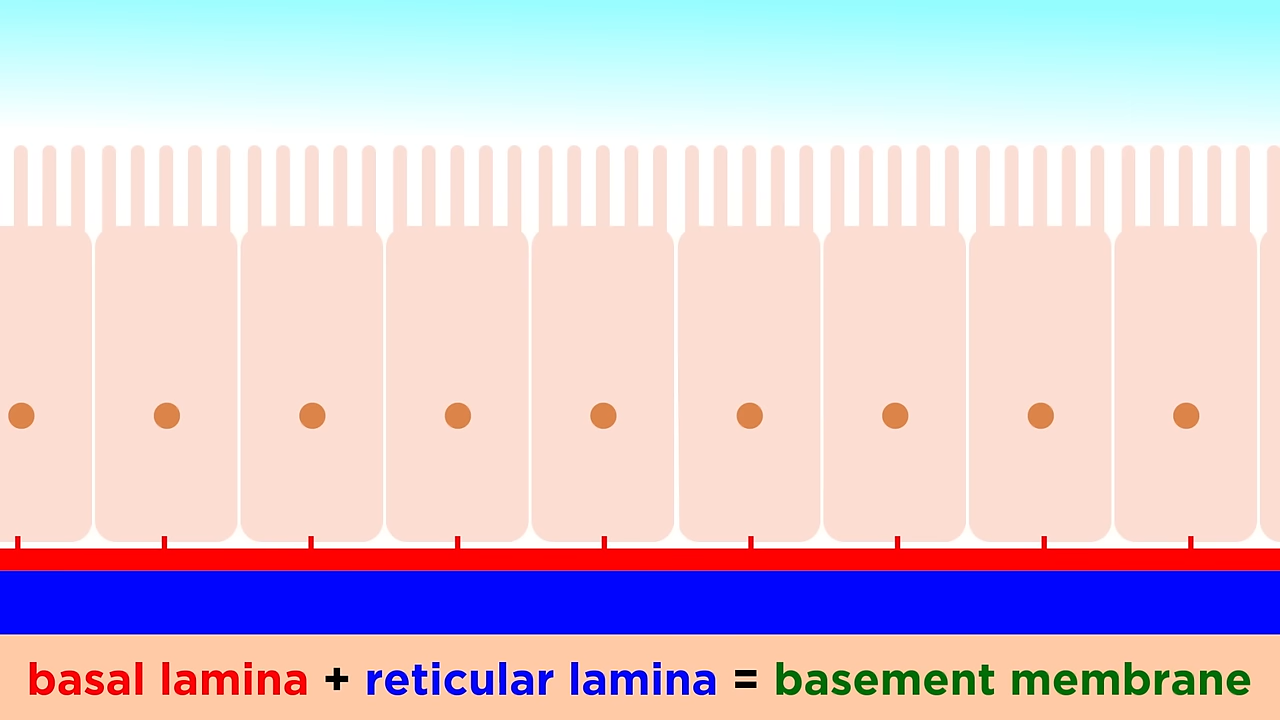 basal lamina + reticular lamina = basement membrane